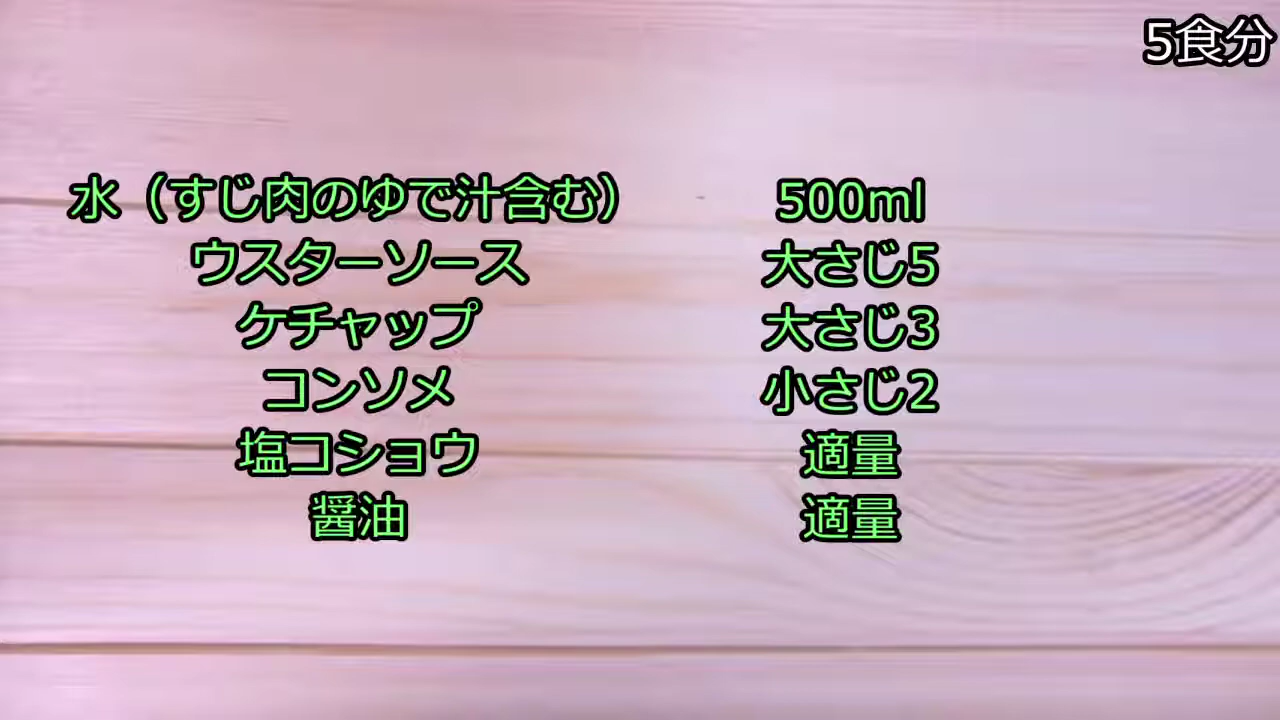 5食分
水（すじ肉のゆで汁含む） 500ml
ウスターソース 大さじ5
ケチャップ 大さじ3
コンソメ 小さじ2
塩コショウ 適量
醤油 適量